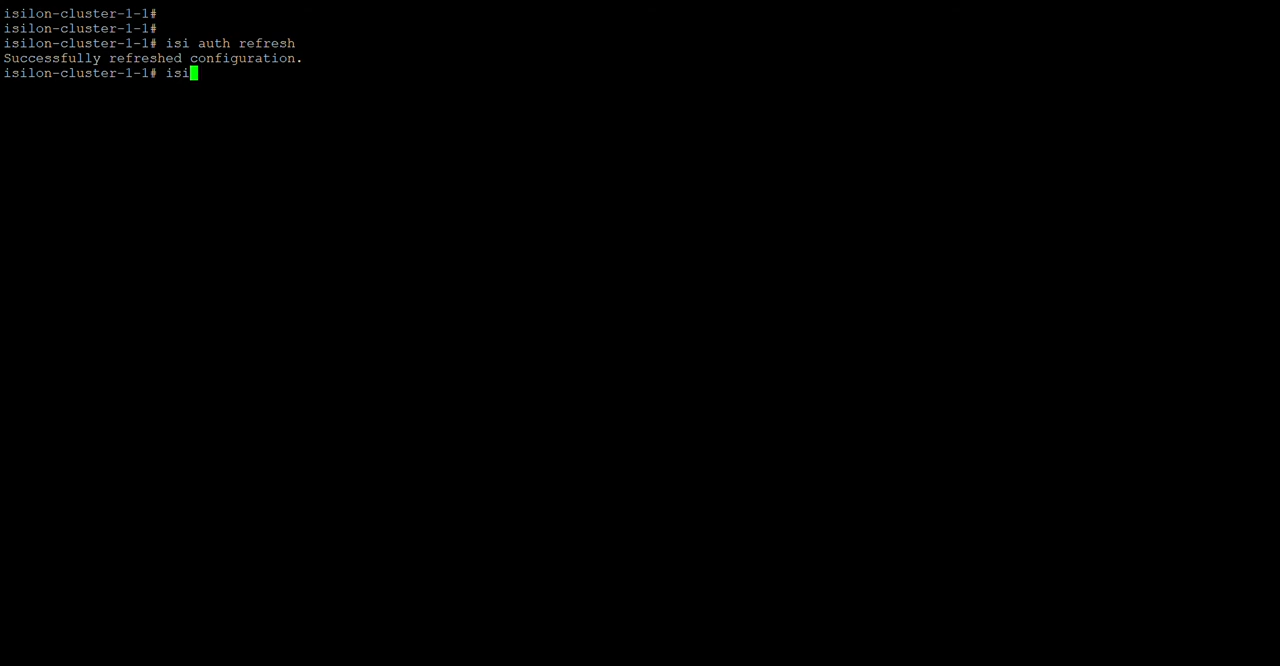 isilon-cluster-1-1#
isilon-cluster-1-1#
isilon-cluster-1-1# isi auth refresh
Successfully refreshed configuration.
isilon-cluster-1-1# isi